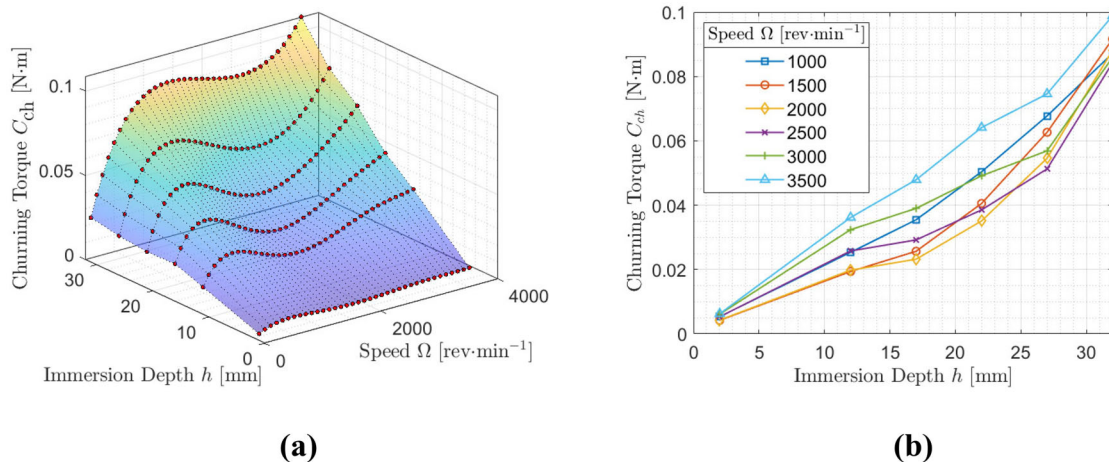 0.1
0.05
0
Churning Torque C_ch [N·m]
30
20
10
0
Immersion Depth h [mm]
0
2000
4000
Speed Ω [rev·min⁻¹]
(a)
0.1
0.08
0.06
0.04
0.02
0
Churning Torque C_ch [N·m]
Speed Ω [rev·min⁻¹]
1000
1500
2000
2500
3000
3500
0 5 10 15 20 25 30
Immersion Depth h [mm]
(b)